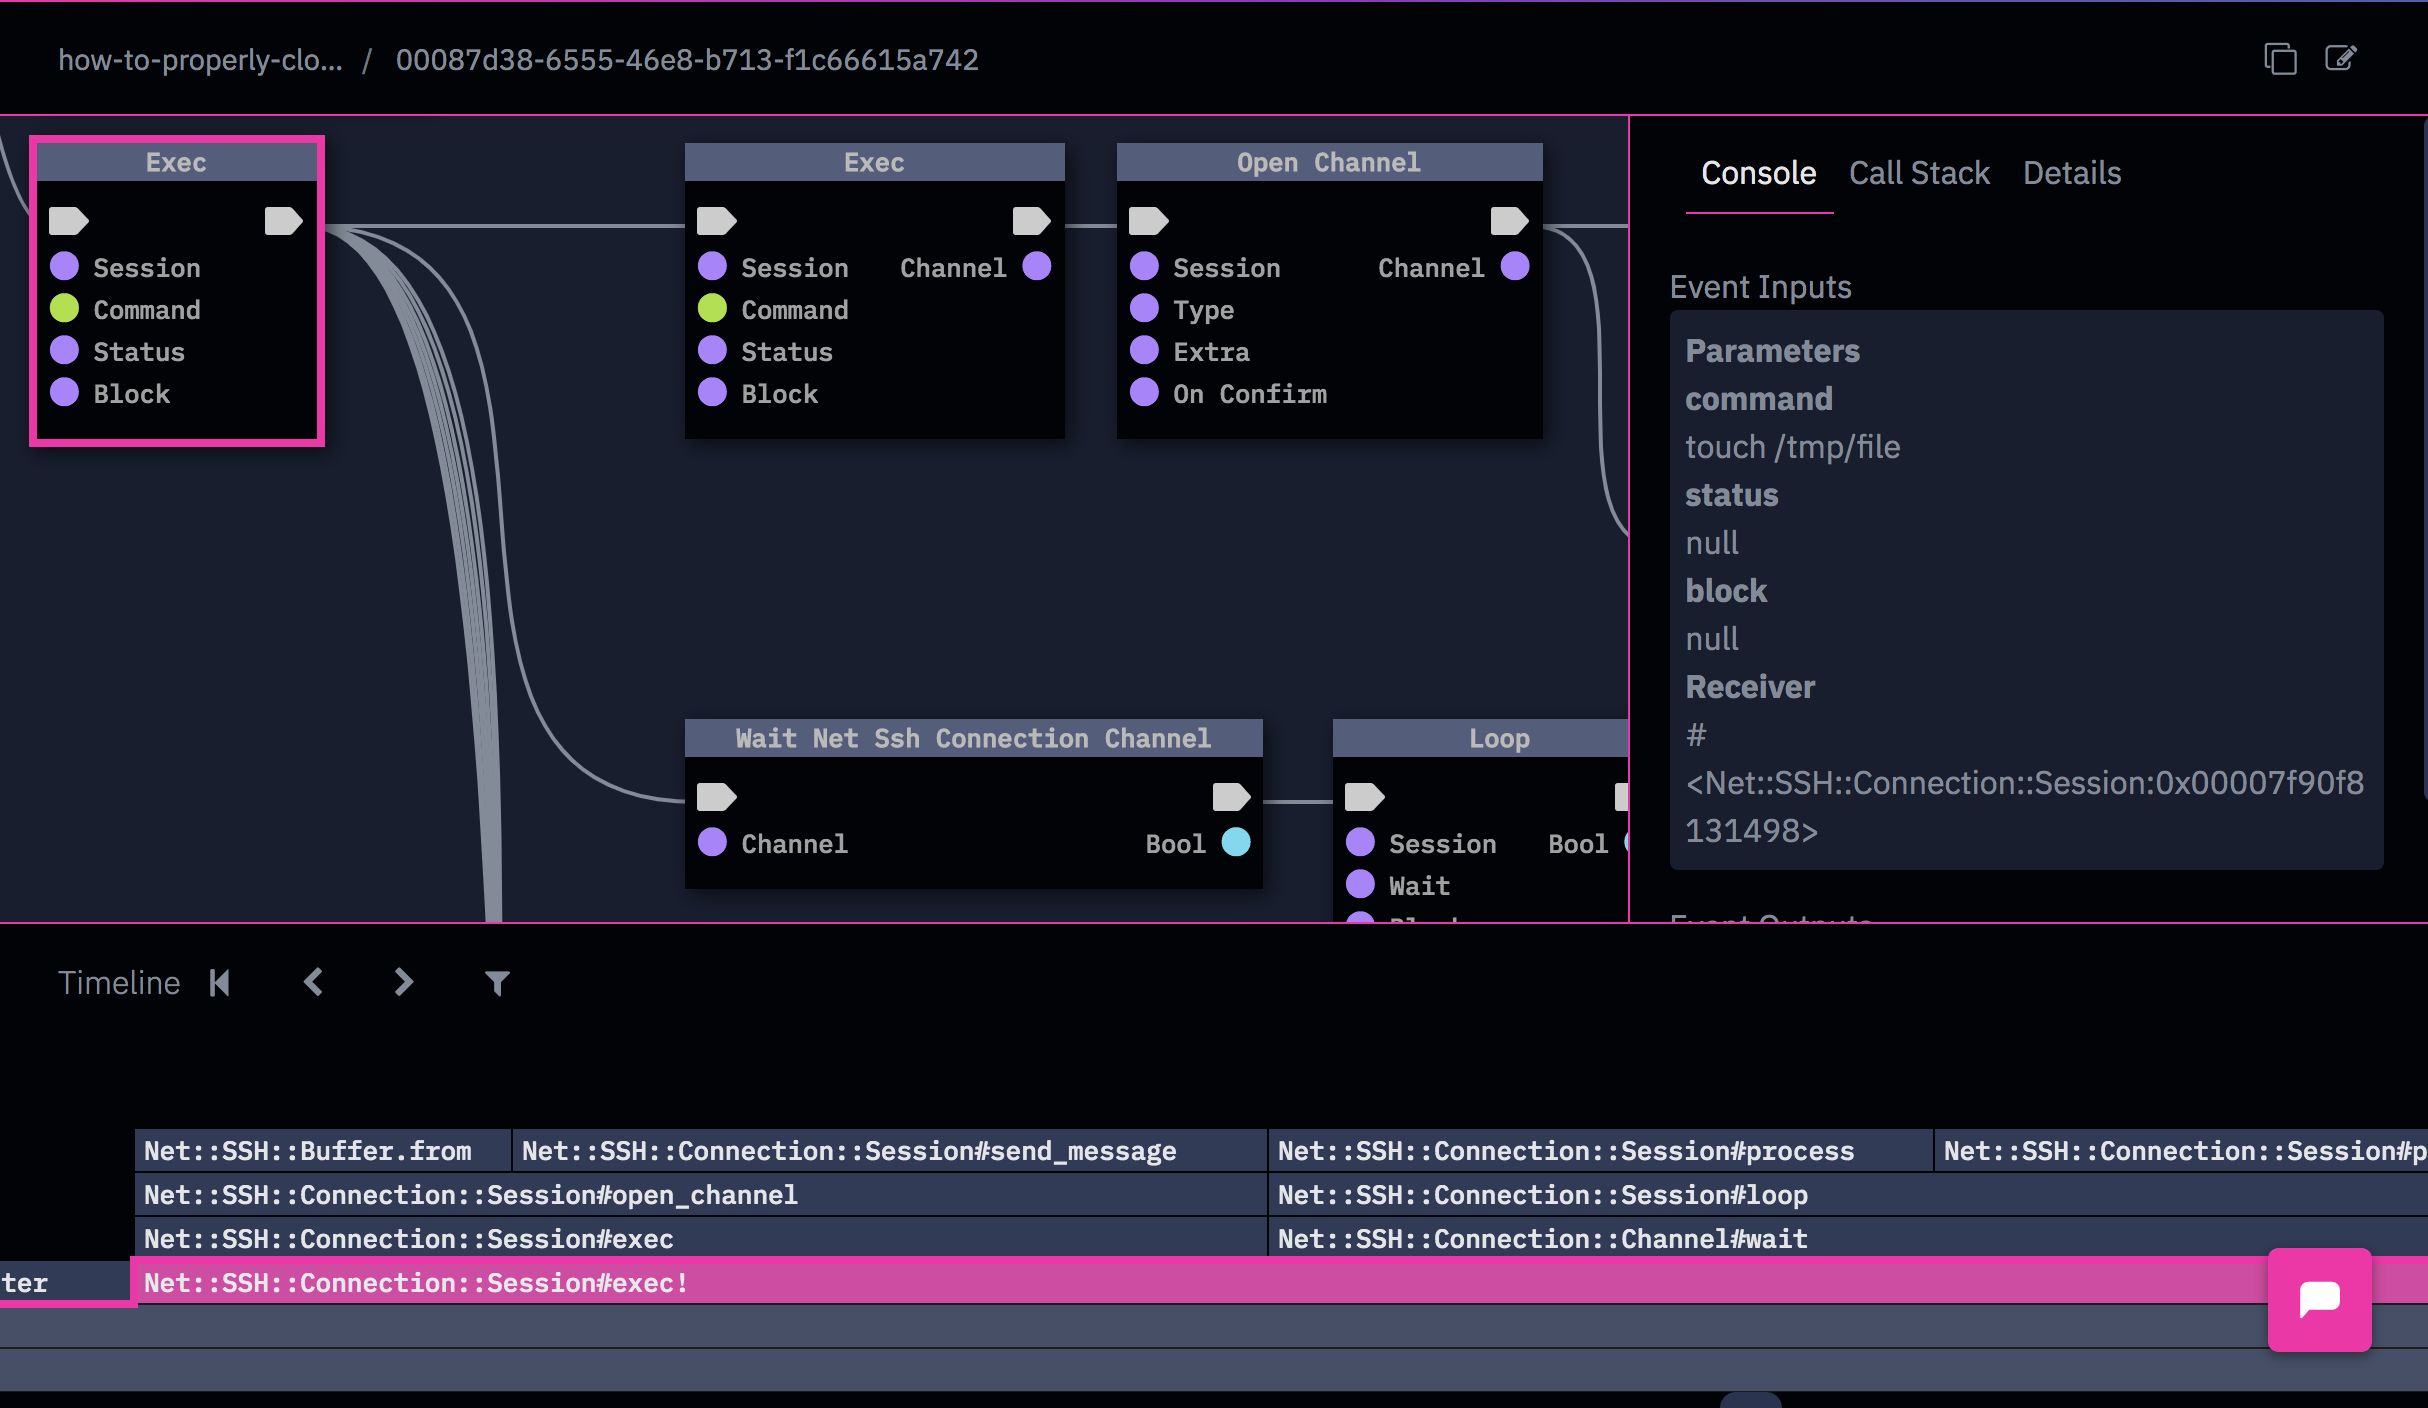 how-to-properly-clo... / 00087d38-6555-46e8-b713-f1c66615a742
Exec
Session
Command
Status
Block
Exec
Session Channel
Command
Status
Block
Open Channel
Session Channel
Type
Extra
On Confirm
Wait Net Ssh Connection Channel
Channel Bool
Loop
Session Bool
Wait
Console Call Stack Details
Event Inputs
Parameters
command
touch /tmp/file
status
null
block
null
Receiver
#
<Net::SSH::Connection::Session:0x00007f90f8
131498>
Event Outputs
Timeline
Net::SSH::Buffer.from Net::SSH::Connection::Session#send_message Net::SSH::Connection::Session#process Net::SSH::Connection::Session#p
Net::SSH::Connection::Session#open_channel Net::SSH::Connection::Session#loop
Net::SSH::Connection::Session#exec Net::SSH::Connection::Channel#wait
ter Net::SSH::Connection::Session#exec!